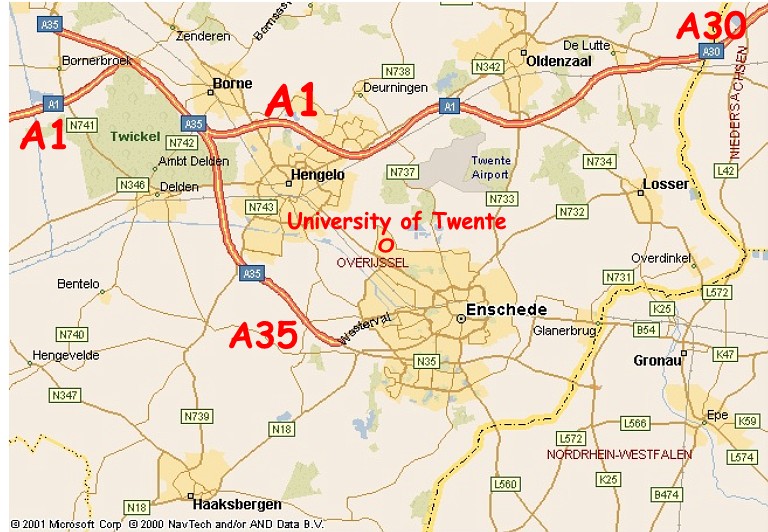 A35
Zenderen
Bornsest
A30
De Lutte
A30
Bornerbroek
N738
N342
Oldenzaal
Borne
Deurningen
A1
A1
A1
A1
N741
Twickel
A35
N742
NIEDERSACHSEN
Ambt Delden
Twente
Airport
N734
L42
N346
Delden
Hengelo
N737
Losser
N733
N743
N732
University of Twente
O
OVERIJSSEL
Overdinkel
A35
N731
Bentelo
L572
K25
Enschede
A35
Westerval
Glanerbrug
B54
N740
Hengevelde
N35
Gronau
K47
N347
N739
N18
L566
Epe
K59
L572
NORDRHEIN-WESTFALEN
L574
L560
K25
B474
N18
Haaksbergen
© 2001 Microsoft Corp © 2000 NavTech and/or AND Data B.V.